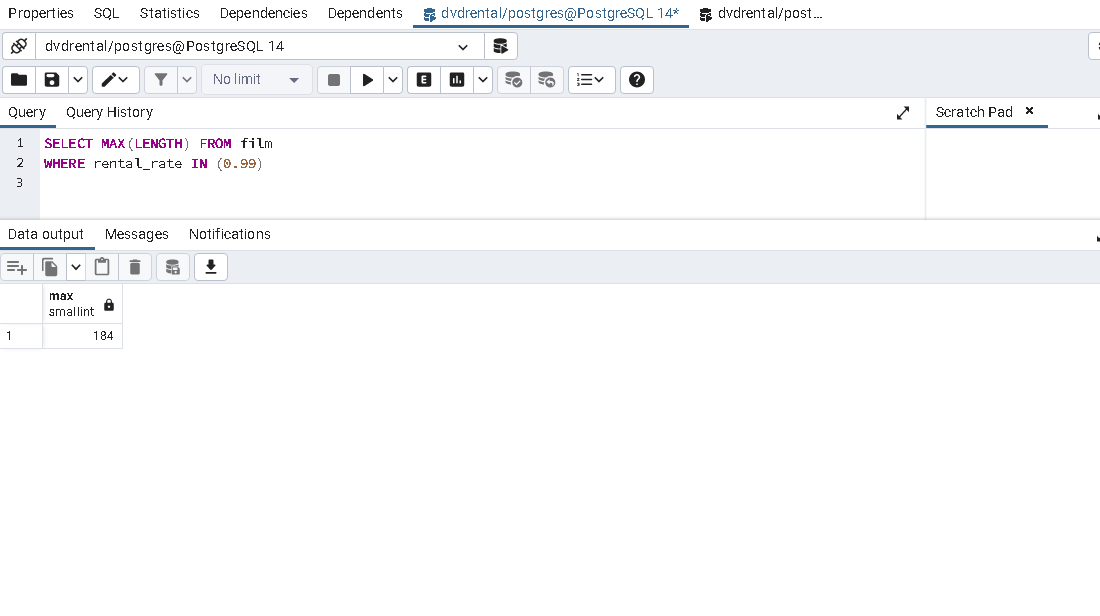 Properties SQL Statistics Dependencies Dependents dvdrental/postgres@PostgreSQL 14* dvdrental/post...
dvdrental/postgres@PostgreSQL 14
No limit
Query Query History Scratch Pad
1 SELECT MAX(LENGTH) FROM film
2 WHERE rental_rate IN (0.99)
3
Data output Messages Notifications
max
smallint
1 184